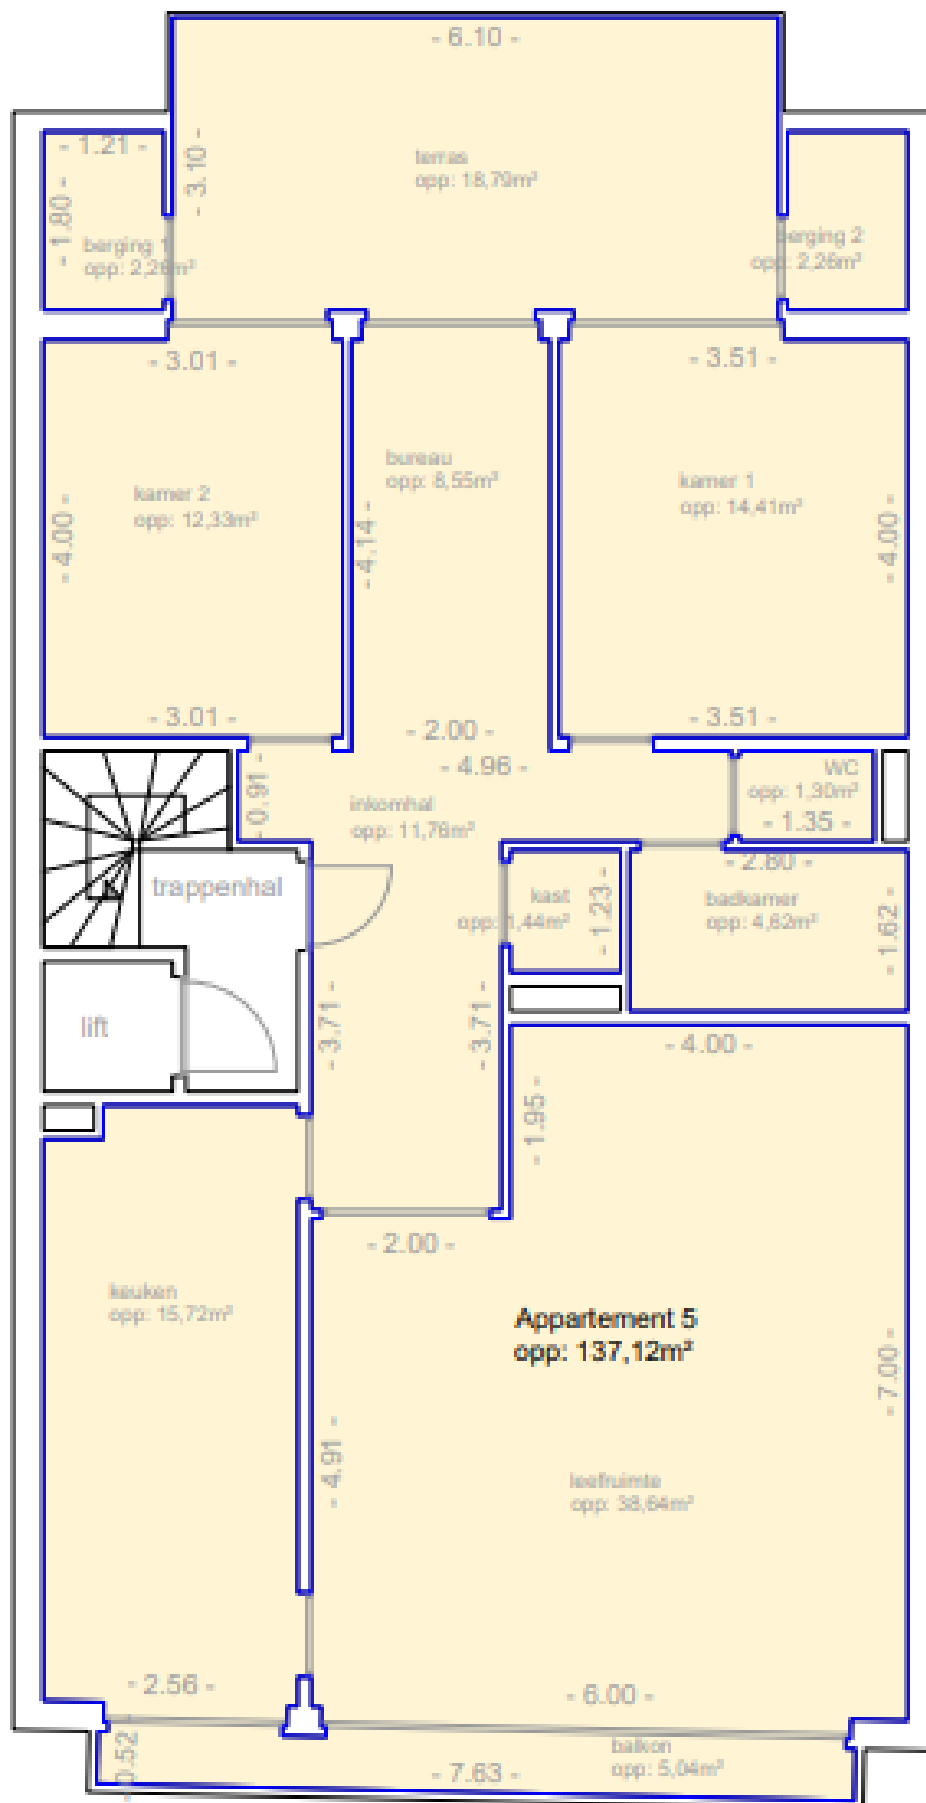 - 6.10 -
- 1.21 -
- 3.10 -
terras
opp: 18,79m²
- 1.80 -
berging 1
opp: 2,26m²
berging 2
opp: 2,26m²
- 3.01 -
- 3.51 -
bureau
opp: 8,55m²
kamer 2
opp: 12,33m²
kamer 1
opp: 14,41m²
- 4.00 -
- 4.14 -
- 4.00 -
- 3.01 -
- 2.00 -
- 3.51 -
- 4.96 -
- 0.91 -
WC
opp: 1,30m²
- 1.35 -
inkomhal
opp: 11,76m²
- 2.80 -
trappenhal
kast
opp: 1,44m²
- 1.23 -
badkamer
opp: 4,62m²
- 1.62 -
lift
- 3.71 -
- 3.71 -
- 4.00 -
- 1.95 -
- 2.00 -
keuken
opp: 15,72m²
Appartement 5
opp: 137,12m²
- 7.00 -
- 4.91 -
leefruimte
opp: 38,64m²
- 2.56 -
- 6.00 -
- 0.52 -
balkon
opp: 5,04m²
- 7.63 -